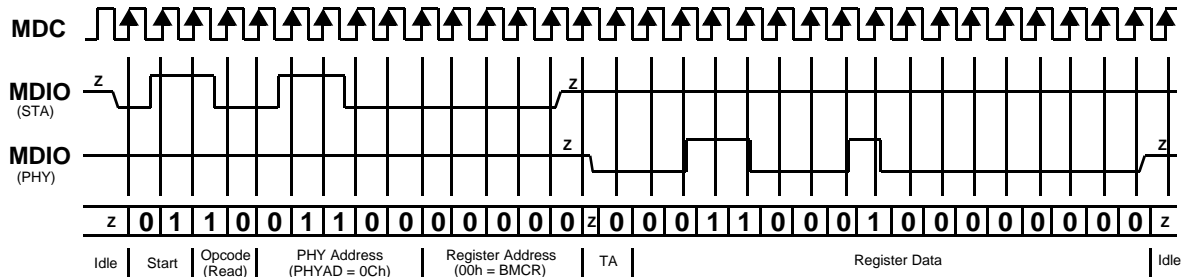 MDC
z
MDIO
(STA)
z
MDIO
(PHY)
z
z
z 0 1 1 0 0 1 1 0 0 0 0 0 0 0 z 0 0 0 1 1 0 0 0 1 0 0 0 0 0 0 0 0 z
Idle Start Opcode (Read) PHY Address (PHYAD = 0Ch) Register Address (00h = BMCR) TA Register Data Idle